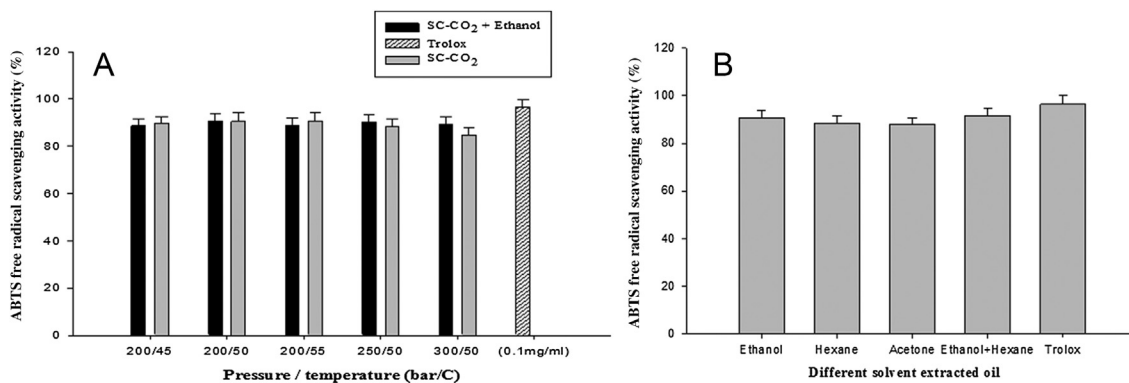 SC-CO2 + Ethanol
Trolox
SC-CO2
A
ABTS free radical scavenging activity (%)
120
100
80
60
40
20
0
200/45 200/50 200/55 250/50 300/50 (0.1mg/ml)
Pressure / temperature (bar/C)
B
ABTS free radical scavenging activity (%)
120
100
80
60
40
20
0
Ethanol Hexane Acetone Ethanol+Hexane Trolox
Different solvent extracted oil